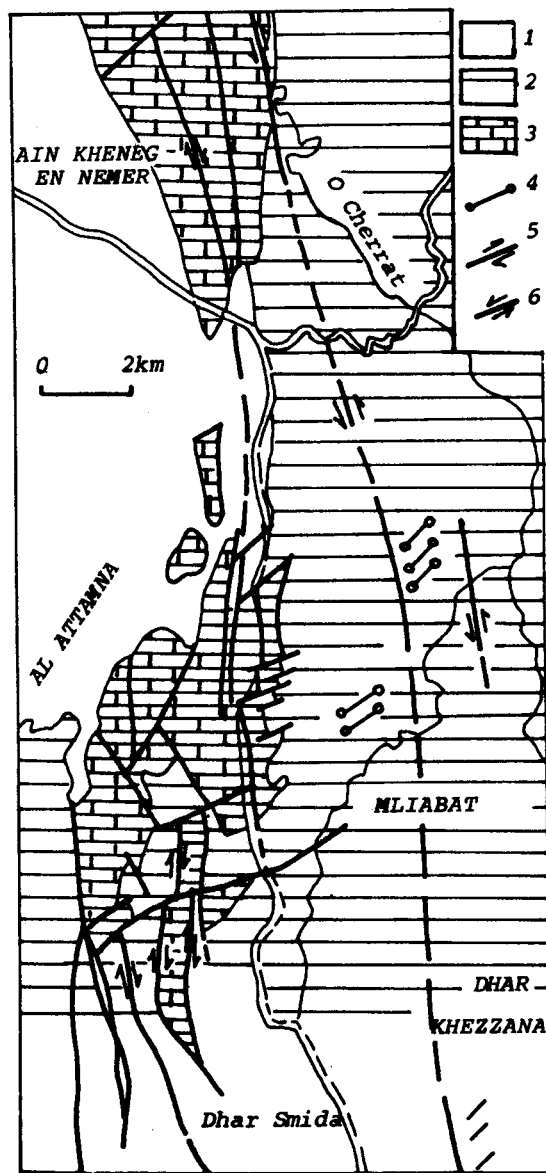 1
2
3
4
5
6
AIN KHENEG
EN NEMER
O Cherrat
0 2km
AL ATTAMNA
MLIABAT
DHAR
KHEZZANA
Dhar Smida